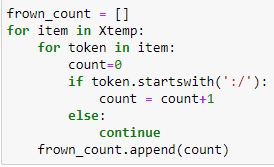 frown_count = []
for item in Xtemp:
    for token in item:
        count=0
        if token.startswith(':/'):
            count = count+1
        else:
            continue
    frown_count.append(count)